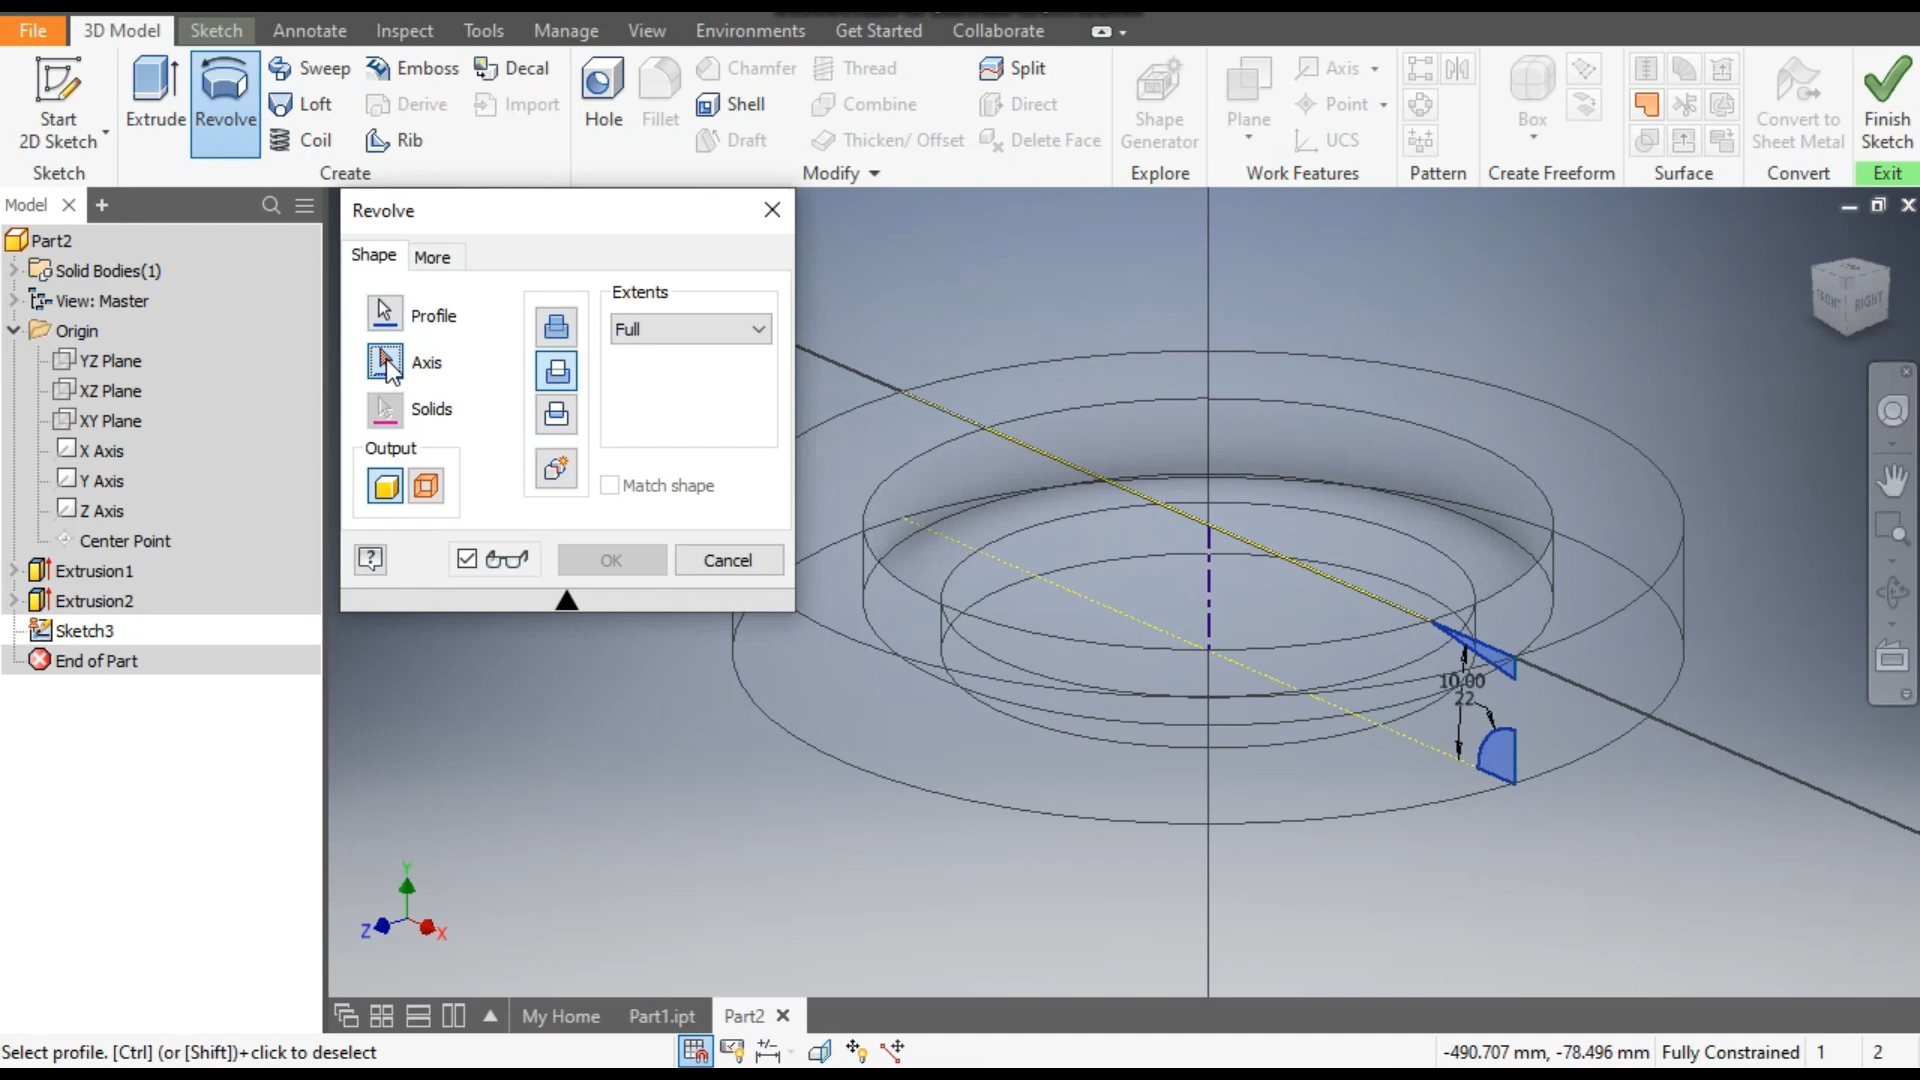 File 3D Model Sketch Annotate Inspect Tools Manage View Environments Get Started Collaborate
Start 2D Sketch
Extrude
Revolve
Sweep Emboss Decal
Loft Derive Import
Coil Rib
Hole
Fillet
Chamfer Thread Split
Shell Combine Direct
Draft Thicken/ Offset Delete Face
Shape Generator
Plane
Axis
Point
UCS
Box
Convert to Sheet Metal
Finish Sketch
Sketch Create Modify Explore Work Features Pattern Create Freeform Surface Convert Exit
Model
Part2
Solid Bodies(1)
View: Master
Origin
YZ Plane
XZ Plane
XY Plane
X Axis
Y Axis
Z Axis
Center Point
Extrusion1
Extrusion2
Sketch3
End of Part
Revolve
Shape More
Profile
Axis
Solids
Output
Extents
Full
Match shape
OK Cancel
FRONT RIGHT
10.00
22
Y
Z X
My Home Part1.ipt Part2
Select profile. [Ctrl] (or [Shift])+click to deselect
-490.707 mm, -78.496 mm Fully Constrained 1 2